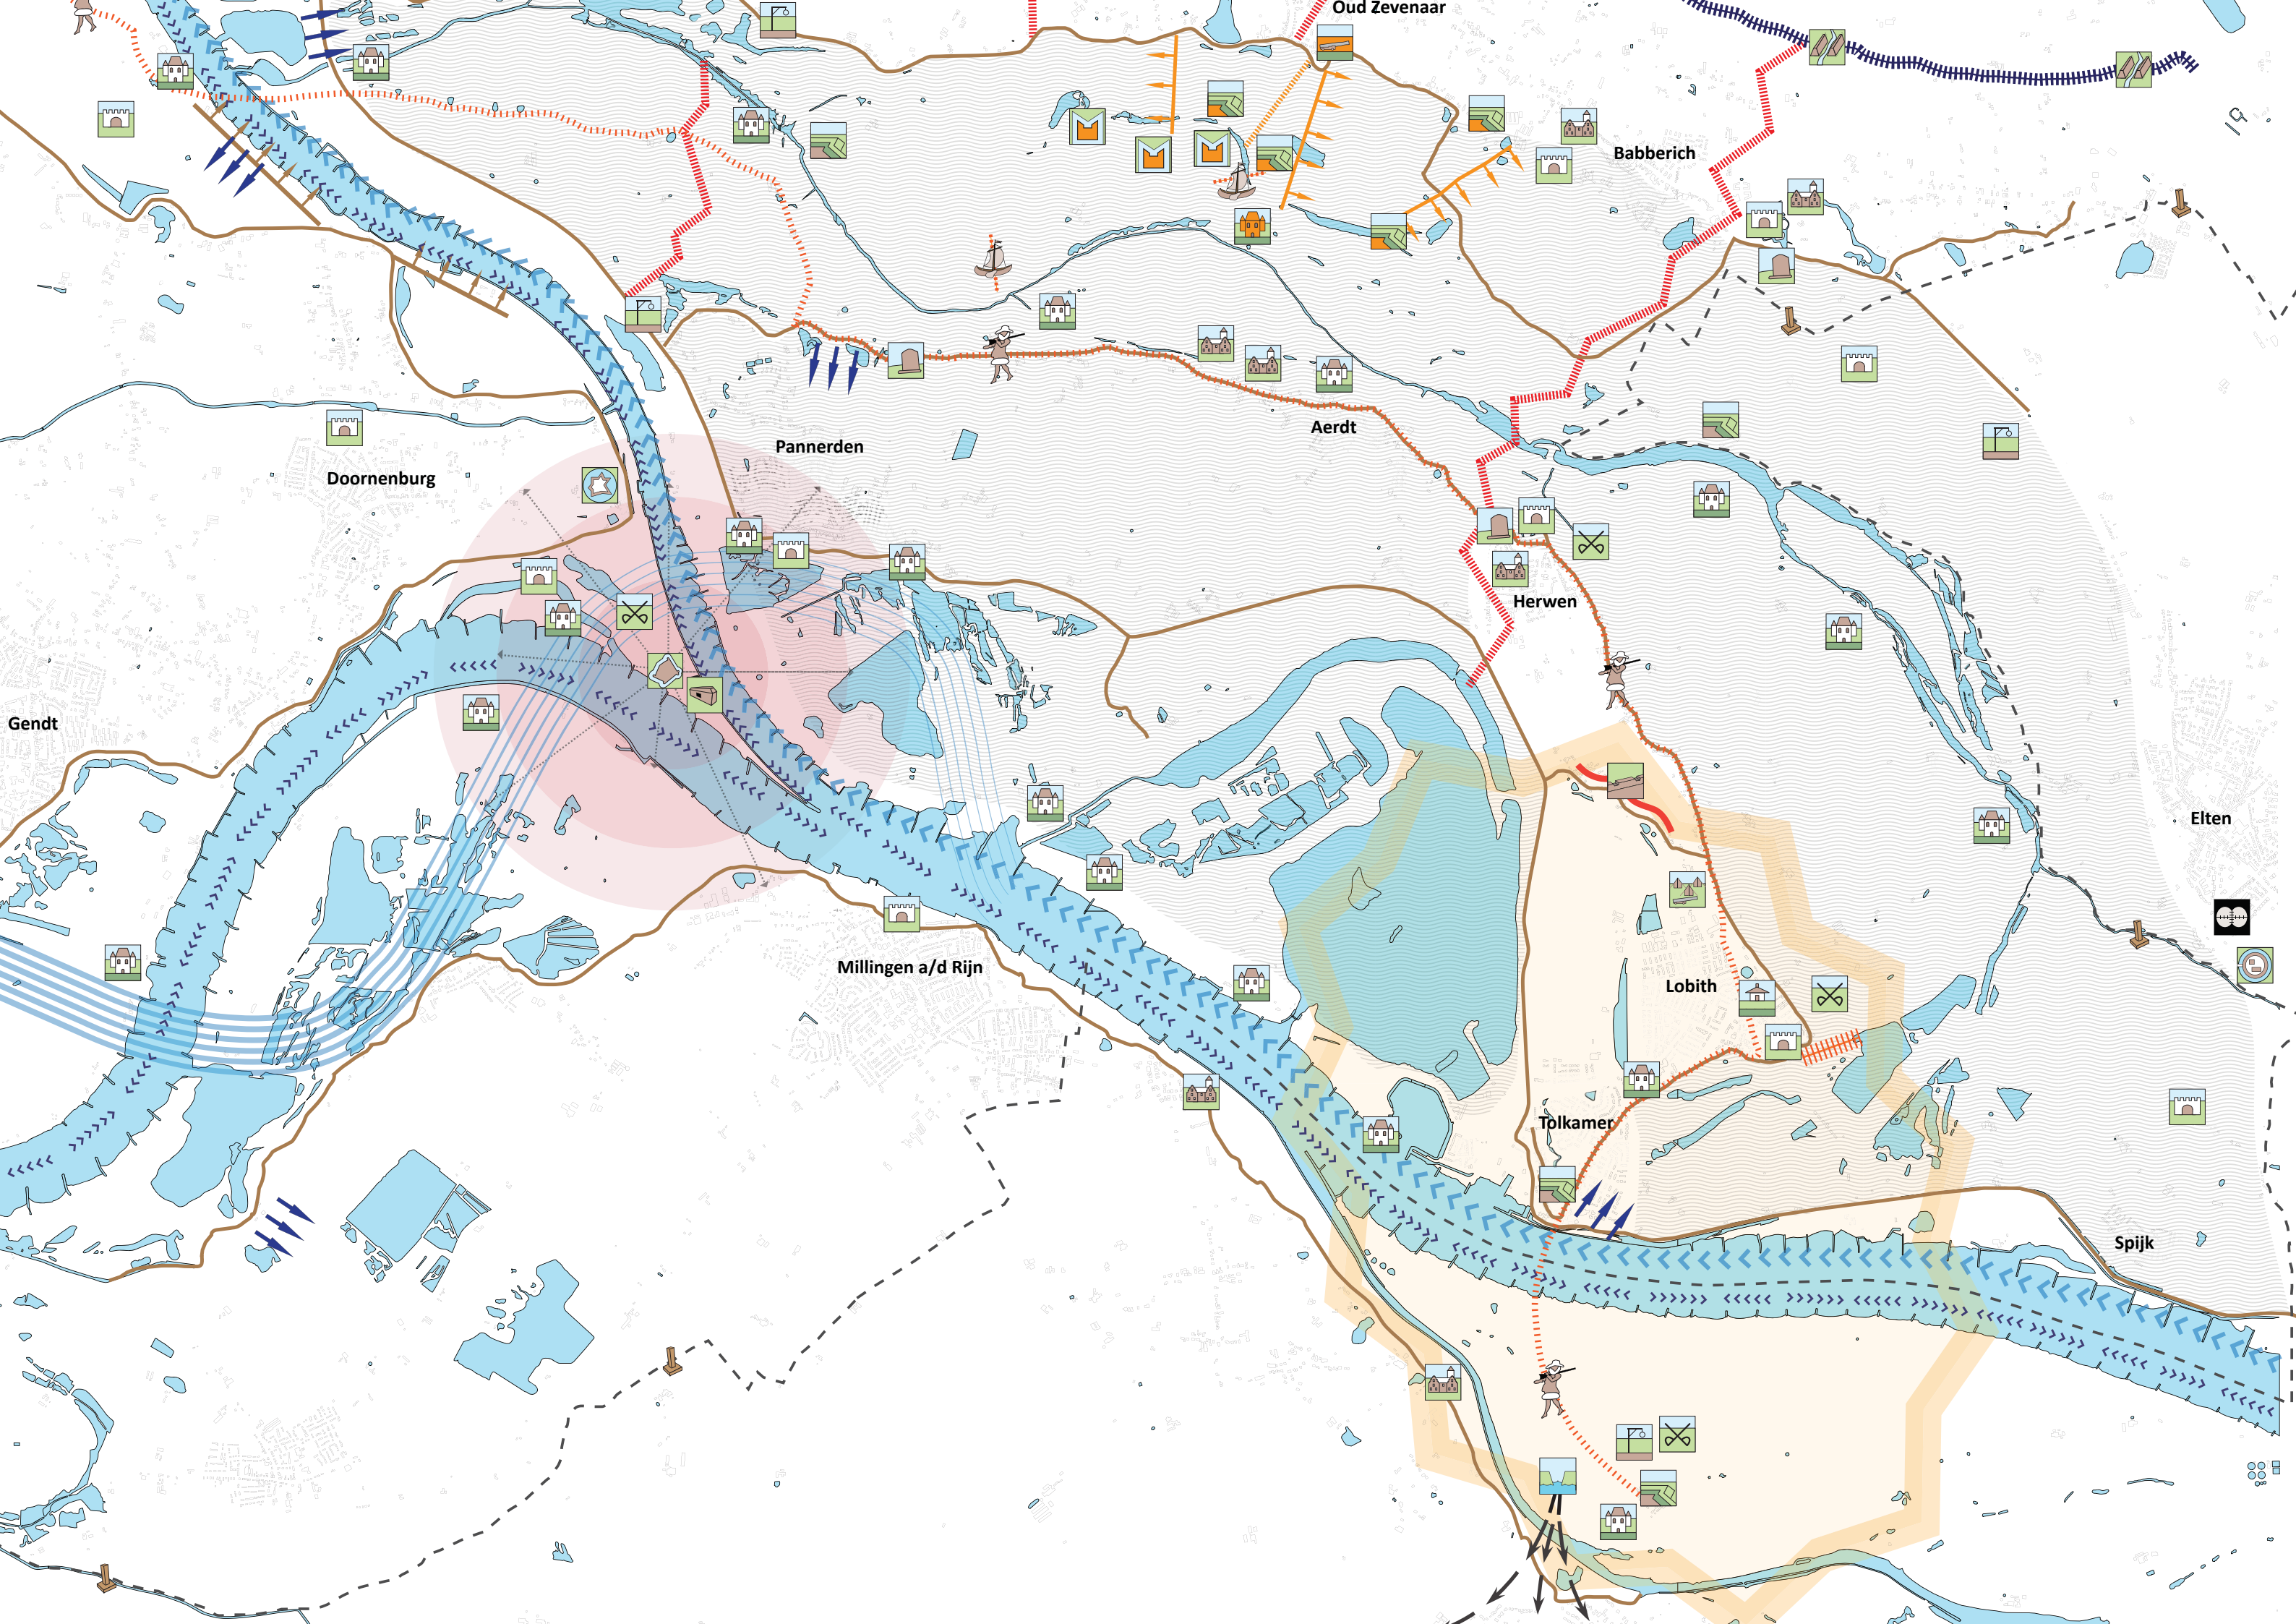 Oud Zevenaar
Babberich
Pannerden
Aerdt
Doornenburg
Herwen
Gendt
Elten
Millingen a/d Rijn
Lobith
Tolkamer
Spijk